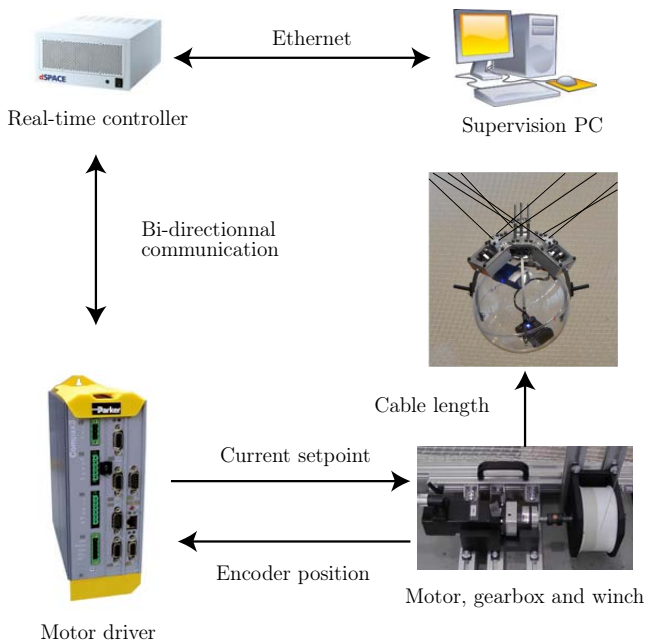 Ethernet
dSPACE
Real-time controller
Supervision PC
Bi-directionnal
communication
Parker
Compax3
Cable length
Current setpoint
Encoder position
Motor, gearbox and winch
Motor driver